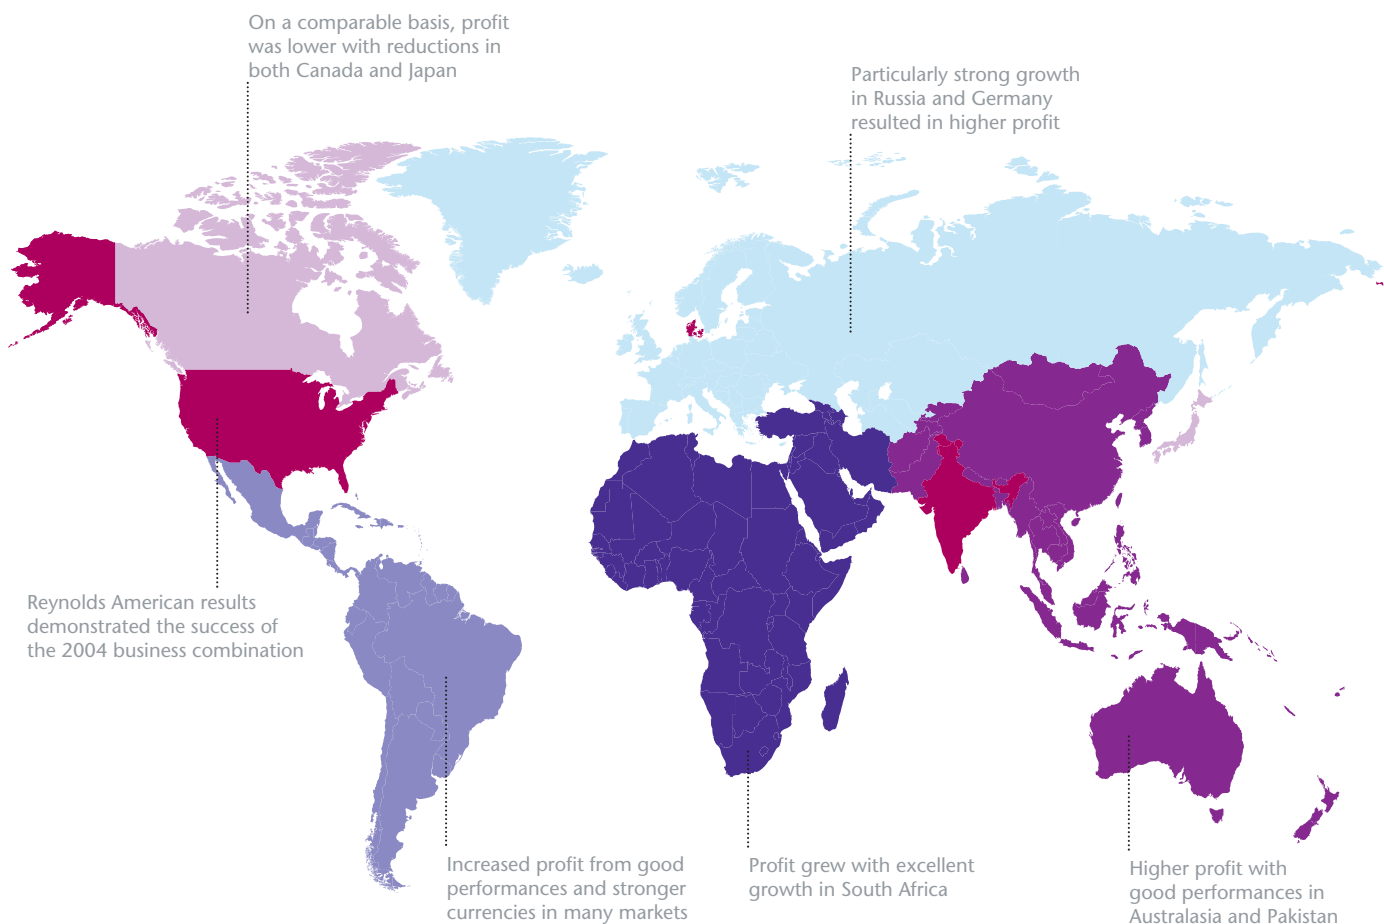 On a comparable basis, profit
was lower with reductions in
both Canada and Japan
Particularly strong growth
in Russia and Germany
resulted in higher profit
Reynolds American results
demonstrated the success of
the 2004 business combination
Increased profit from good
performances and stronger
currencies in many markets
Profit grew with excellent
growth in South Africa
Higher profit with
good performances in
Australasia and Pakistan